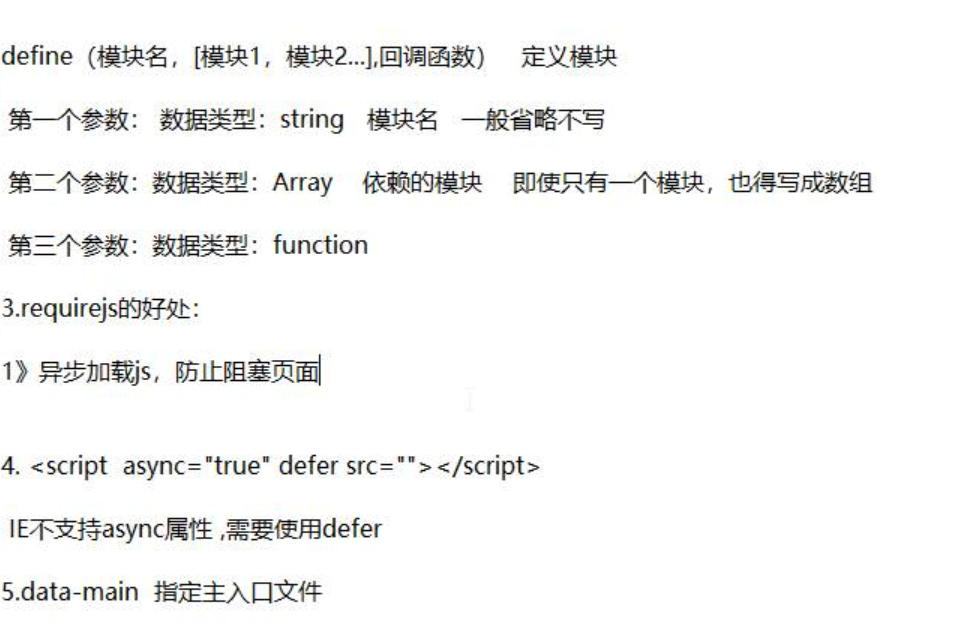 define（模块名，[模块1，模块2...],回调函数） 定义模块
第一个参数： 数据类型：string 模块名 一般省略不写
第二个参数：数据类型：Array 依赖的模块 即使只有一个模块，也得写成数组
第三个参数：数据类型：function
3.requirejs的好处：
1》异步加载js，防止阻塞页面
4. <script async="true" defer src=""></script>
IE不支持async属性 ,需要使用defer
5.data-main 指定主入口文件